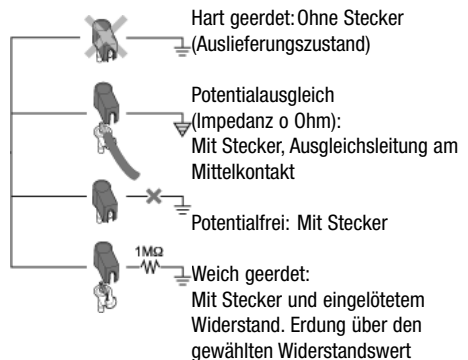 Hart geerdet: Ohne Stecker
(Auslieferungszustand)
Potentialausgleich
(Impedanz o Ohm):
Mit Stecker, Ausgleichsleitung am
Mittelkontakt
Potentialfrei: Mit Stecker
1MΩ
Weich geerdet:
Mit Stecker und eingelötetem
Widerstand. Erdung über den
gewählten Widerstandswert